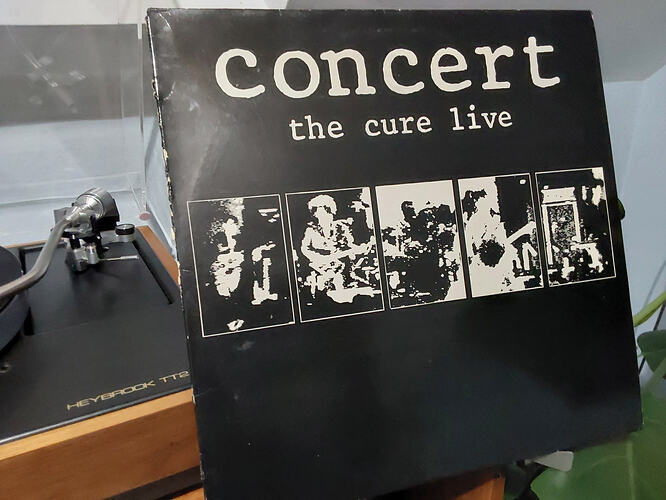 concert
the cure live
HEYBROOK TT2